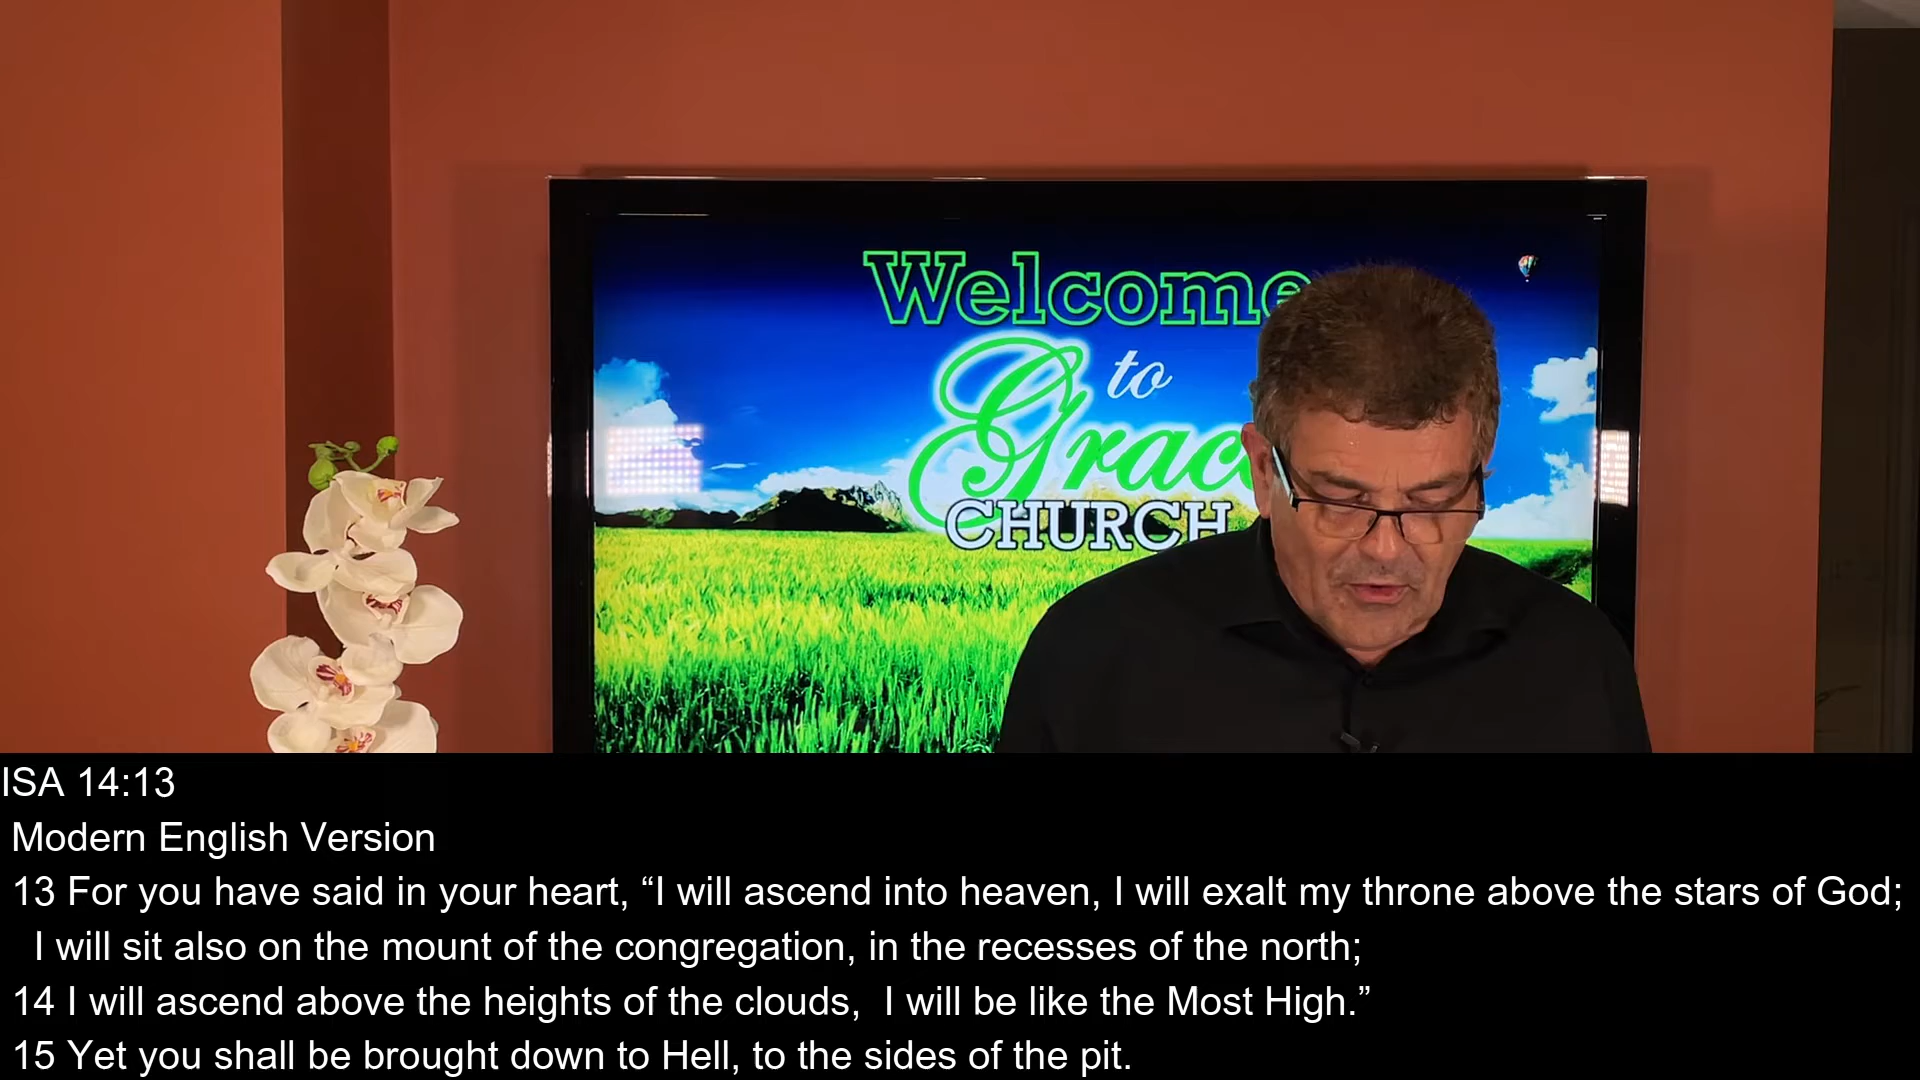 Welcome
to
Grace
CHURCH
ISA 14:13
Modern English Version
13 For you have said in your heart, “I will ascend into heaven, I will exalt my throne above the stars of God;
I will sit also on the mount of the congregation, in the recesses of the north;
14 I will ascend above the heights of the clouds,  I will be like the Most High.”
15 Yet you shall be brought down to Hell, to the sides of the pit.